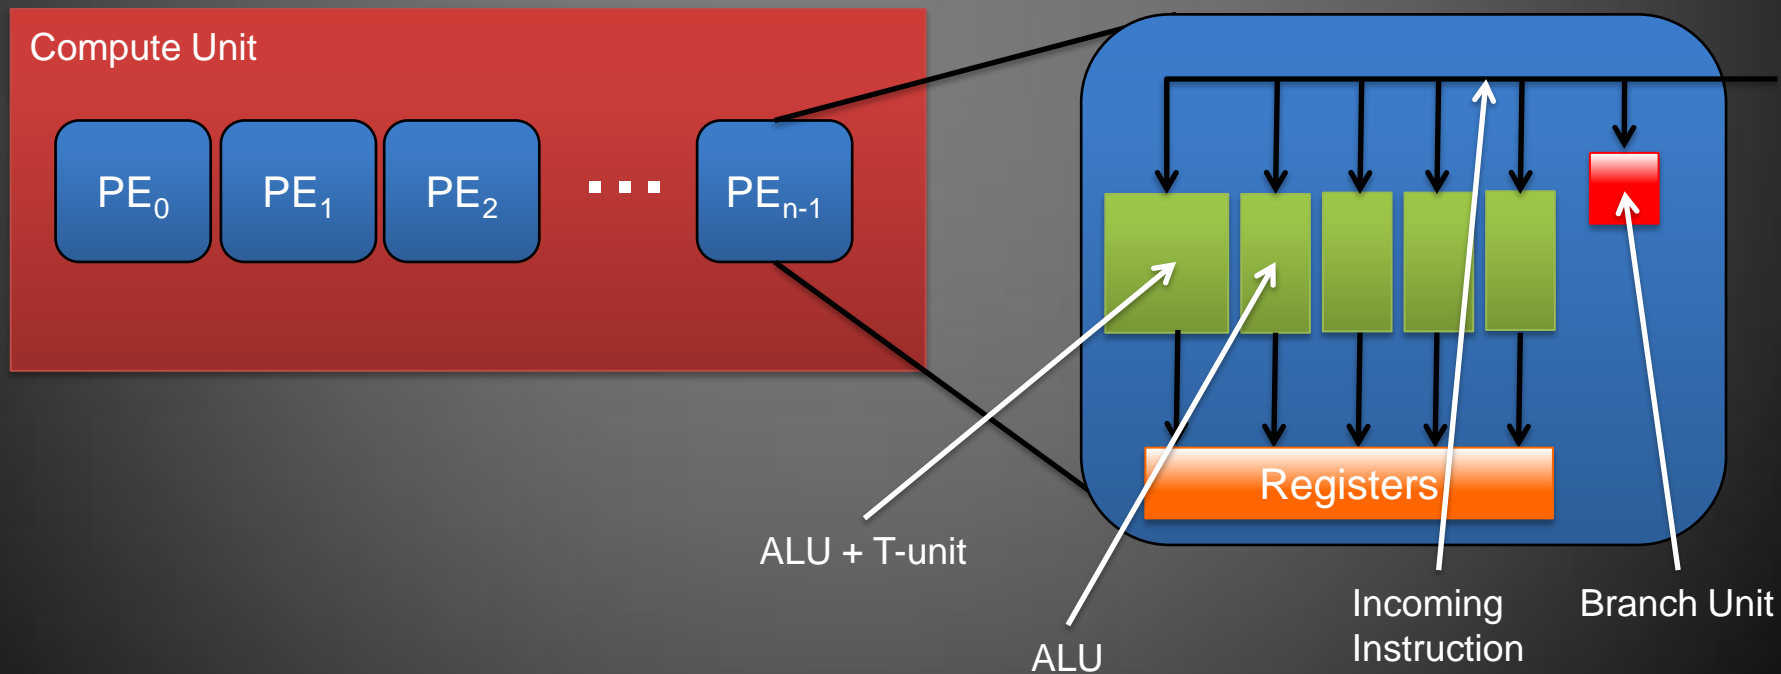 Compute Unit
PE0
PE1
PE2
...
PEn-1
Registers
ALU + T-unit
ALU
Incoming
Instruction
Branch Unit